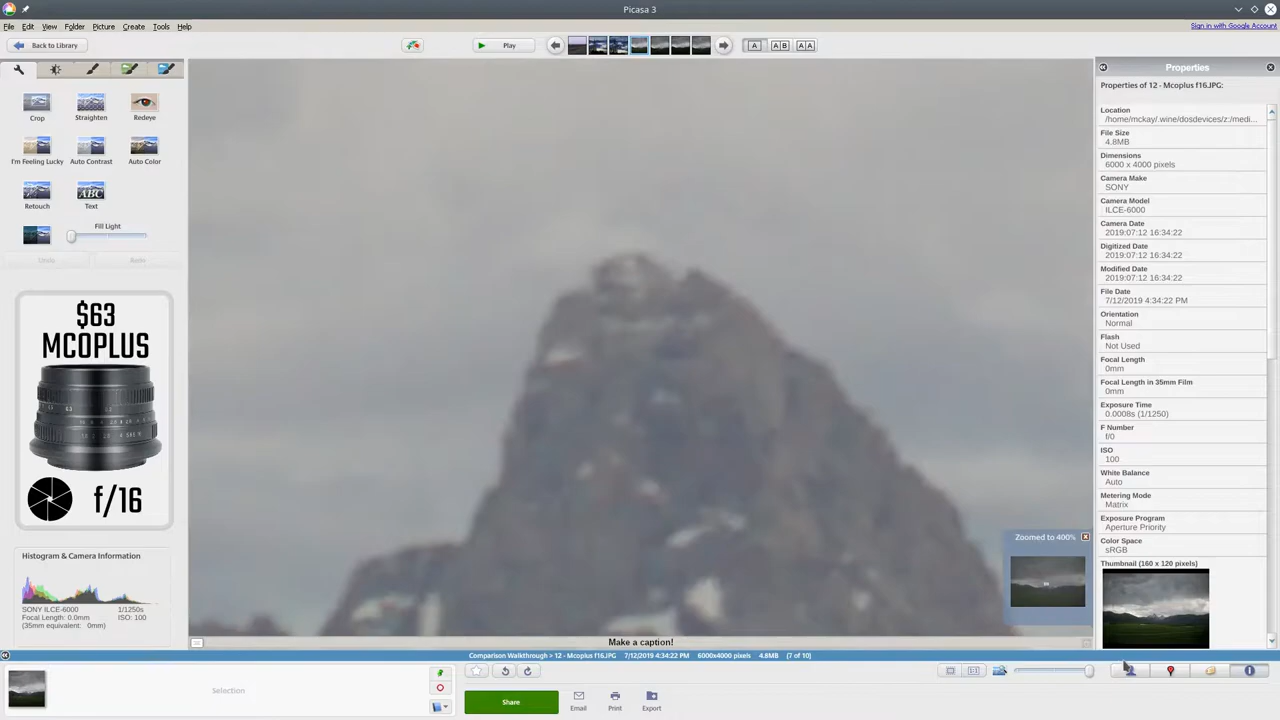 Picasa 3
File Edit View Folder Picture Create Tools Help
Sign in with Google Account
Back to Library
Play
A
A B
A A
Crop
Straighten
Redeye
I'm Feeling Lucky
Auto Contrast
Auto Color
Retouch
ABC
Text
Fill Light
Undo
Redo
$63
MCOPLUS
f/16
Histogram & Camera Information
SONY ILCE-6000 1/1250s
Focal Length: 0.0mm ISO: 100
(35mm equivalent: 0mm)
Zoomed to 400%
Make a caption!
Comparison Walkthrough > 12 - Mcoplus f16.JPG 7/12/2019 4:34:22 PM 6000x4000 pixels 4.8MB (7 of 10)
Selection
Share
Email
Print
Export
Properties
Properties of 12 - Mcoplus f16.JPG:
Location
/home/mckay/.wine/dosdevices/z:/medi...
File Size
4.8MB
Dimensions
6000 x 4000 pixels
Camera Make
SONY
Camera Model
ILCE-6000
Camera Date
2019:07:12 16:34:22
Digitized Date
2019:07:12 16:34:22
Modified Date
2019:07:12 16:34:22
File Date
7/12/2019 4:34:22 PM
Orientation
Normal
Flash
Not Used
Focal Length
0mm
Focal Length in 35mm Film
0mm
Exposure Time
0.0008s (1/1250)
F Number
f/0
ISO
100
White Balance
Auto
Metering Mode
Matrix
Exposure Program
Aperture Priority
Color Space
sRGB
Thumbnail (160 x 120 pixels)